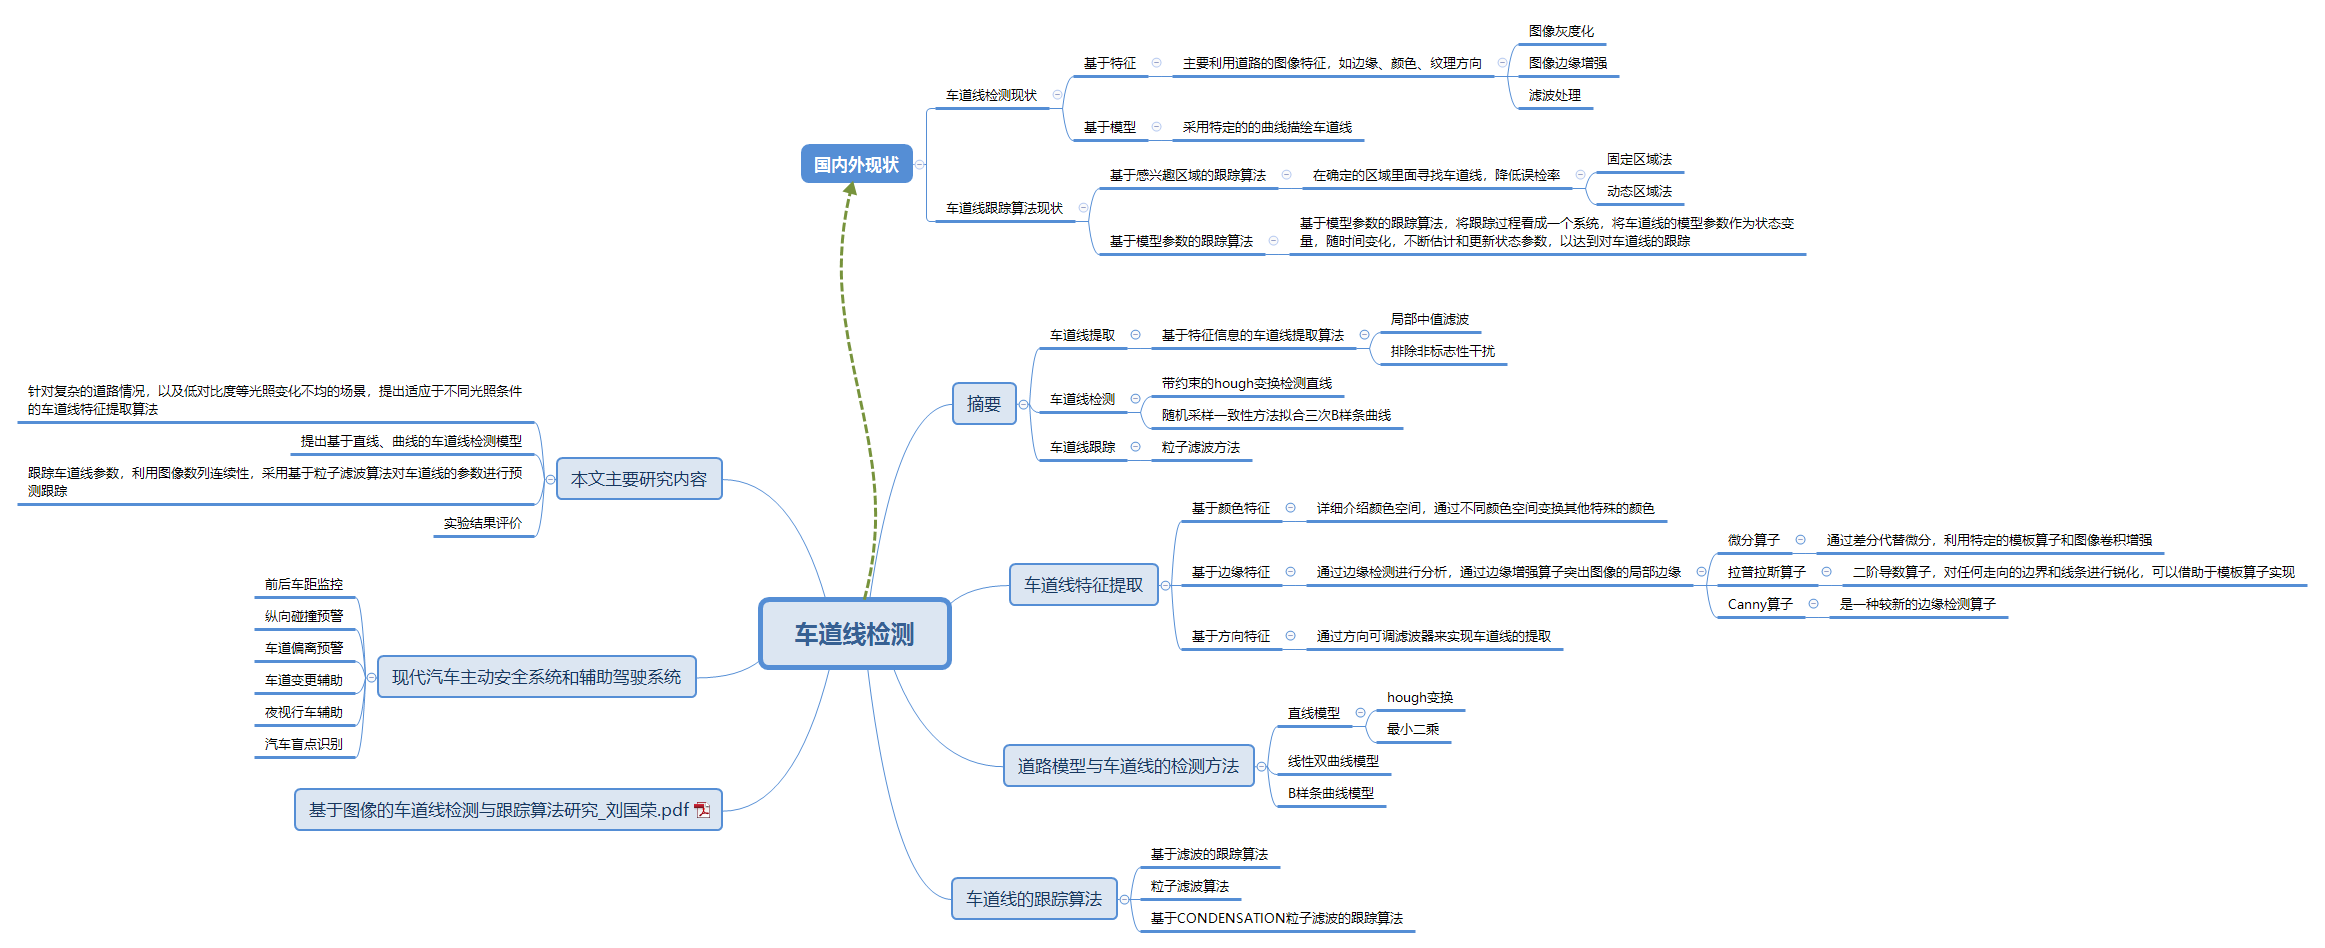 图像灰度化
基于特征
主要利用道路的图像特征，如边缘、颜色、纹理方向
图像边缘增强
车道线检测现状
滤波处理
基于模型
采用特定的的曲线描绘车道线
国内外现状
固定区域法
基于感兴趣区域的跟踪算法
在确定的区域里面寻找车道线，降低误检率
动态区域法
车道线跟踪算法现状
基于模型参数的跟踪算法
基于模型参数的跟踪算法，将跟踪过程看成一个系统，将车道线的模型参数作为状态变
量，随时间变化，不断估计和更新状态参数，以达到对车道线的跟踪
局部中值滤波
车道线提取
基于特征信息的车道线提取算法
排除非标志性干扰
摘要
车道线检测
带约束的hough变换检测直线
随机采样一致性方法拟合三次B样条曲线
车道线跟踪
粒子滤波方法
针对复杂的道路情况，以及低对比度等光照变化不均的场景，提出适应于不同光照条件
的车道线特征提取算法
提出基于直线、曲线的车道线检测模型
跟踪车道线参数，利用图像数列连续性，采用基于粒子滤波算法对车道线的参数进行预
测跟踪
实验结果评价
本文主要研究内容
基于颜色特征
详细介绍颜色空间，通过不同颜色空间变换其他特殊的颜色
微分算子
通过差分代替微分，利用特定的模板算子和图像卷积增强
车道线特征提取
基于边缘特征
通过边缘检测进行分析，通过边缘增强算子突出图像的局部边缘
拉普拉斯算子
二阶导数算子，对任何走向的边界和线条进行锐化，可以借助于模板算子实现
Canny算子
是一种较新的边缘检测算子
基于方向特征
通过方向可调滤波器来实现车道线的提取
车道线检测
前后车距监控
纵向碰撞预警
车道偏离预警
车道变更辅助
夜视行车辅助
汽车盲点识别
现代汽车主动安全系统和辅助驾驶系统
hough变换
直线模型
最小二乘
道路模型与车道线的检测方法
线性双曲线模型
B样条曲线模型
基于图像的车道线检测与跟踪算法研究_刘国荣.pdf
基于滤波的跟踪算法
车道线的跟踪算法
粒子滤波算法
基于CONDENSATION粒子滤波的跟踪算法